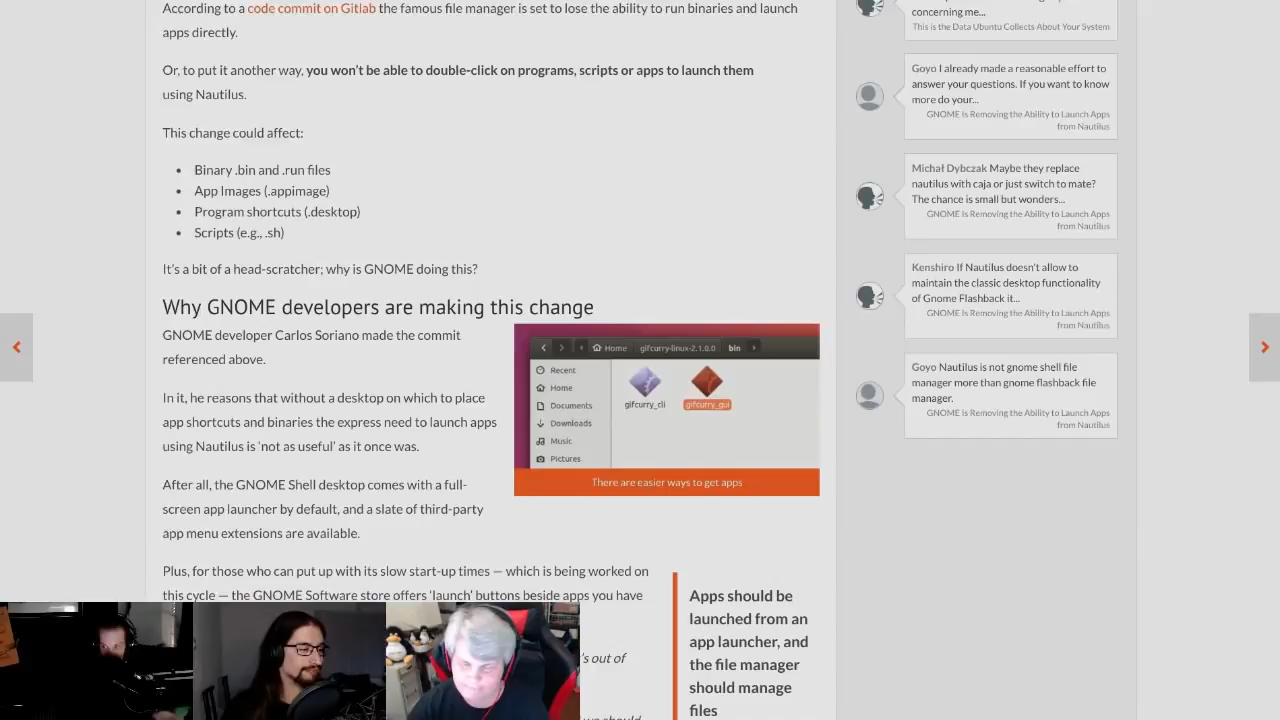 According to a code commit on Gitlab the famous file manager is set to lose the ability to run binaries and launch
apps directly.
Or, to put it another way, you won't be able to double-click on programs, scripts or apps to launch them
using Nautilus.
This change could affect:
Binary .bin and .run files
App Images (.appimage)
Program shortcuts (.desktop)
Scripts (e.g., .sh)
It's a bit of a head-scratcher; why is GNOME doing this?
Why GNOME developers are making this change
GNOME developer Carlos Soriano made the commit
referenced above.
In it, he reasons that without a desktop on which to place
app shortcuts and binaries the express need to launch apps
using Nautilus is 'not as useful' as it once was.
After all, the GNOME Shell desktop comes with a full-
screen app launcher by default, and a slate of third-party
app menu extensions are available.
Plus, for those who can put up with its slow start-up times — which is being worked on
this cycle — the GNOME Software store offers 'launch' buttons beside apps you have
's out of
we should
Home
gifcurry-linux-2.1.0.0
bin
Recent
Home
Documents
Downloads
Music
Pictures
gifcurry_cli
gifcurry_gui
There are easier ways to get apps
Apps should be
launched from an
app launcher, and
the file manager
should manage
files
concerning me...
This is the Data Ubuntu Collects About Your System
Goyo I already made a reasonable effort to
answer your questions. If you want to know
more do your...
GNOME Is Removing the Ability to Launch Apps
from Nautilus
Michał Dybczak Maybe they replace
nautilus with caja or just switch to mate?
The chance is small but wonders...
GNOME Is Removing the Ability to Launch Apps
from Nautilus
Kenshiro If Nautilus doesn't allow to
maintain the classic desktop functionality
of Gnome Flashback it...
GNOME Is Removing the Ability to Launch Apps
from Nautilus
Goyo Nautilus is not gnome shell file
manager more than gnome flashback file
manager.
GNOME Is Removing the Ability to Launch Apps
from Nautilus